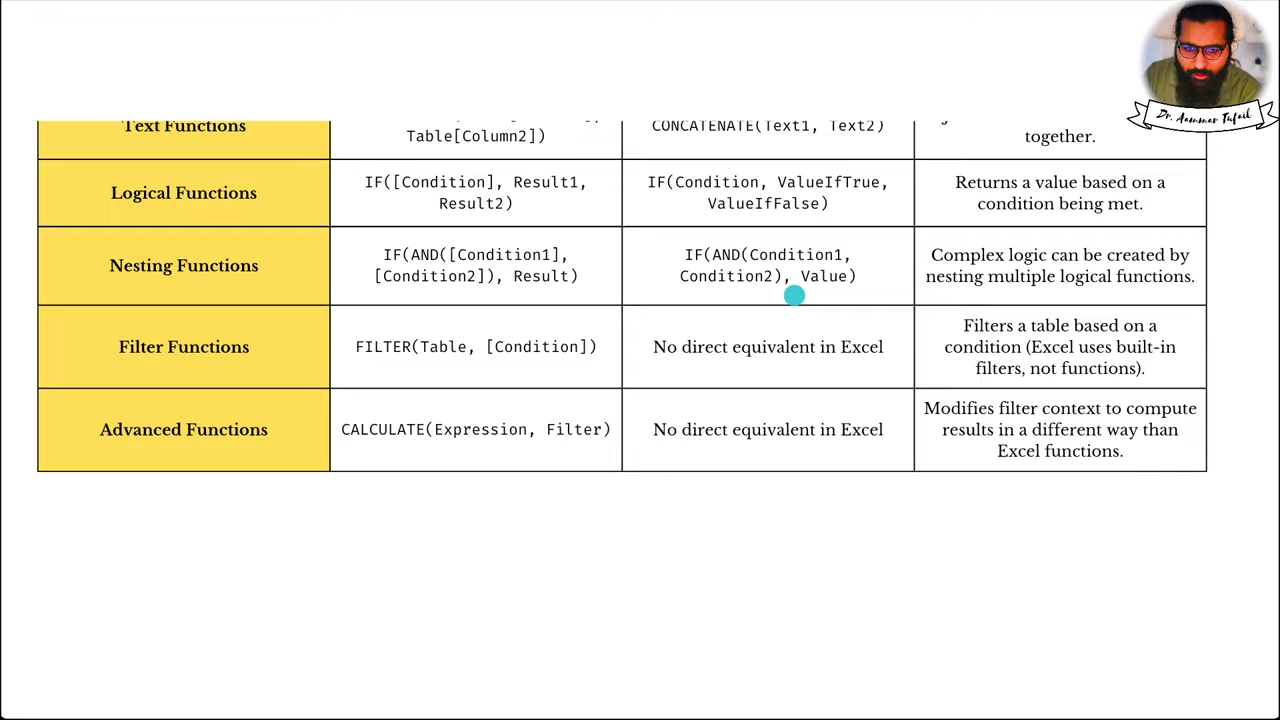 Dr. Aammar Tufail
Text Functions
Table[Column2])
CONCATENATE(Text1, Text2)
together.
Logical Functions
IF([Condition], Result1,
Result2)
IF(Condition, ValueIfTrue,
ValueIfFalse)
Returns a value based on a
condition being met.
Nesting Functions
IF(AND([Condition1],
[Condition2]), Result)
IF(AND(Condition1,
Condition2), Value)
Complex logic can be created by
nesting multiple logical functions.
Filter Functions
FILTER(Table, [Condition])
No direct equivalent in Excel
Filters a table based on a
condition (Excel uses built-in
filters, not functions).
Advanced Functions
CALCULATE(Expression, Filter)
No direct equivalent in Excel
Modifies filter context to compute
results in a different way than
Excel functions.